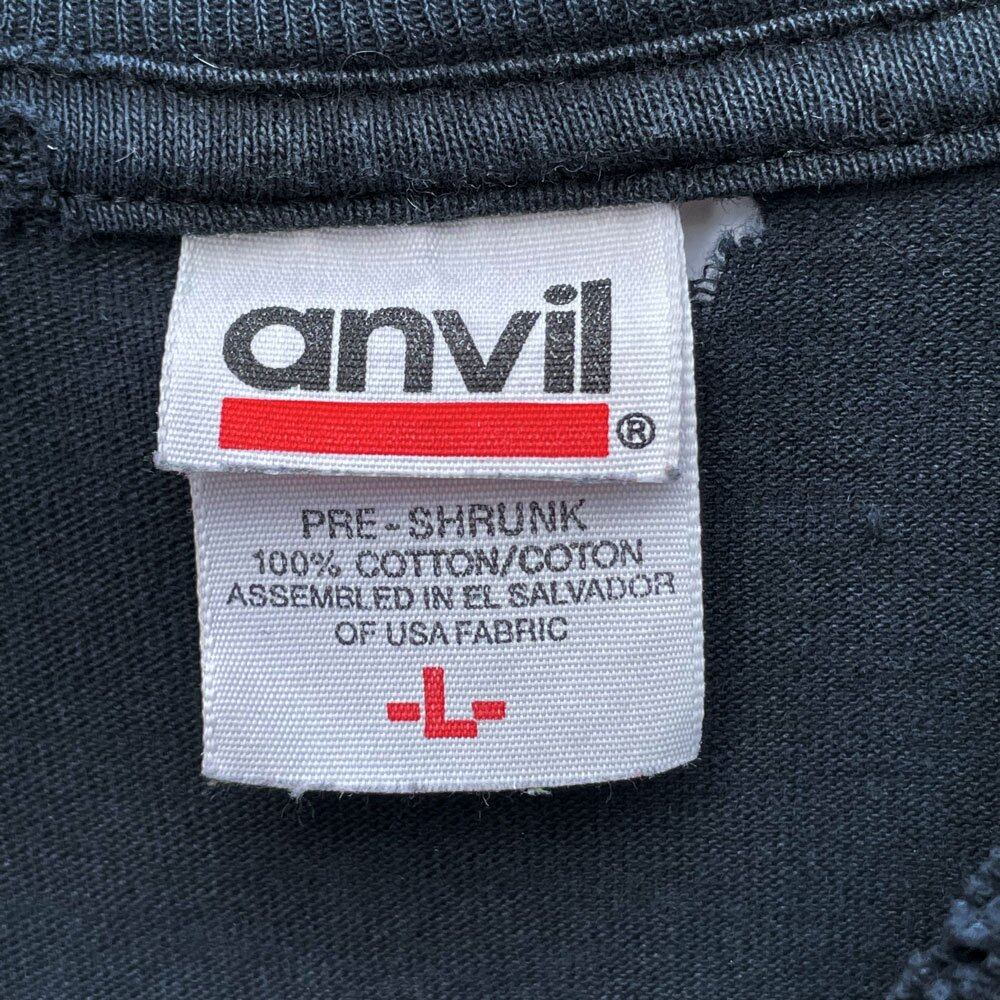 anvil
®
PRE-SHRUNK
100% COTTON/COTON
ASSEMBLED IN EL SALVADOR
OF USA FABRIC
-L-